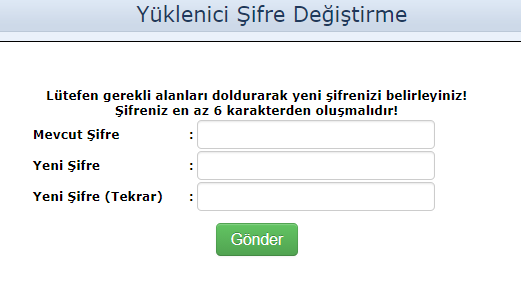 Yüklenici Şifre Değiştirme
Lütefen gerekli alanları doldurarak yeni şifrenizi belirleyiniz!
Şifreniz en az 6 karakterden oluşmalıdır!
Mevcut Şifre :
Yeni Şifre :
Yeni Şifre (Tekrar) :
Gönder